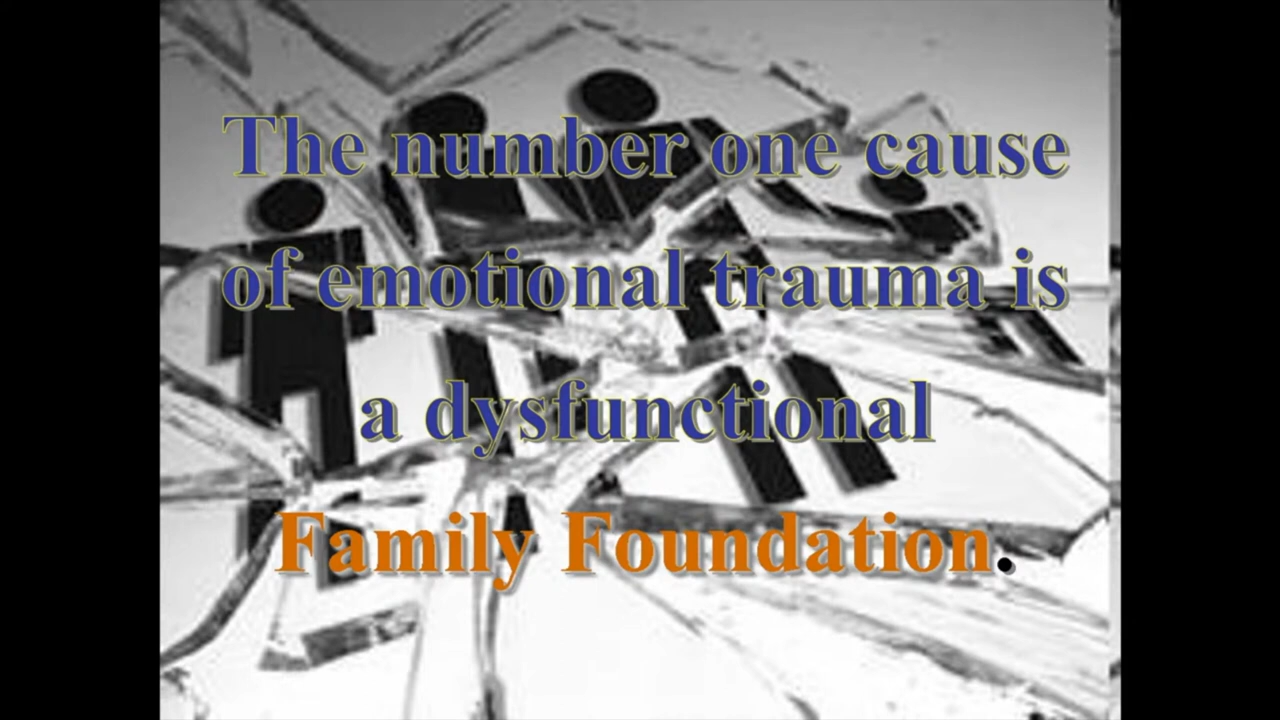 The number one cause
of emotional trauma is
a dysfunctional
Family Foundation.